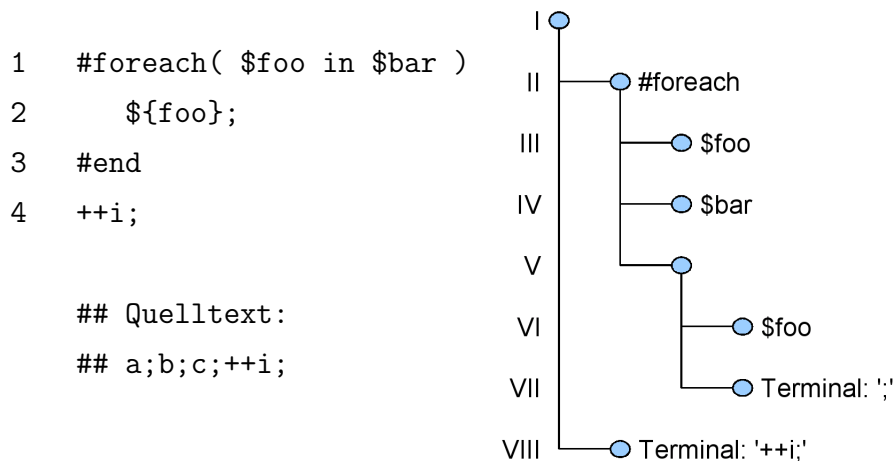 1 #foreach( $foo in $bar )
2 ${foo};
3 #end
4 ++i;
## Quelltext:
## a;b;c;++i;
I
II #foreach
III $foo
IV $bar
V
VI $foo
VII Terminal: ';'
VIII Terminal: '++i;'